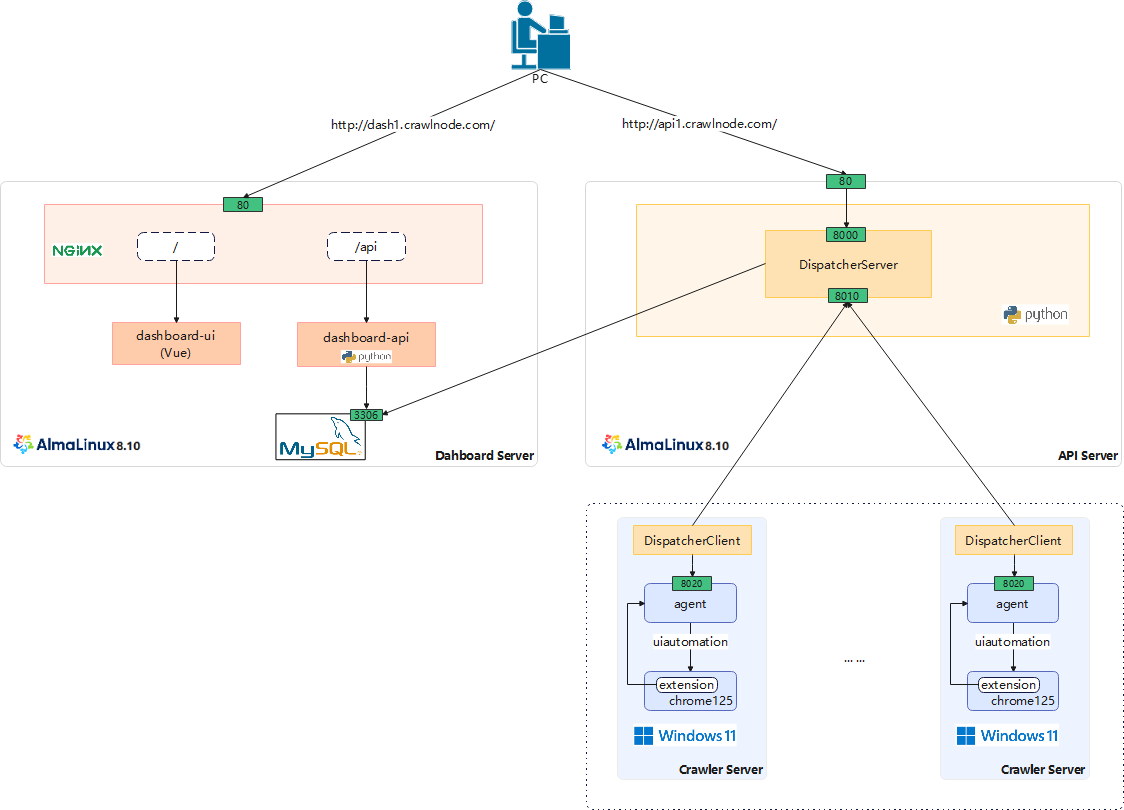 PC
http://dash1.crawlnode.com/
http://api1.crawlnode.com/
80
NGiNX
/
/api
dashboard-ui
(Vue)
dashboard-api
python
3306
MySQL
AlmaLinux 8.10
Dahboard Server
80
8000
DispatcherServer
8010
python
AlmaLinux 8.10
API Server
DispatcherClient
8020
agent
uiautomation
extension
chrome125
Windows 11
Crawler Server
... ...
DispatcherClient
8020
agent
uiautomation
extension
chrome125
Windows 11
Crawler Server